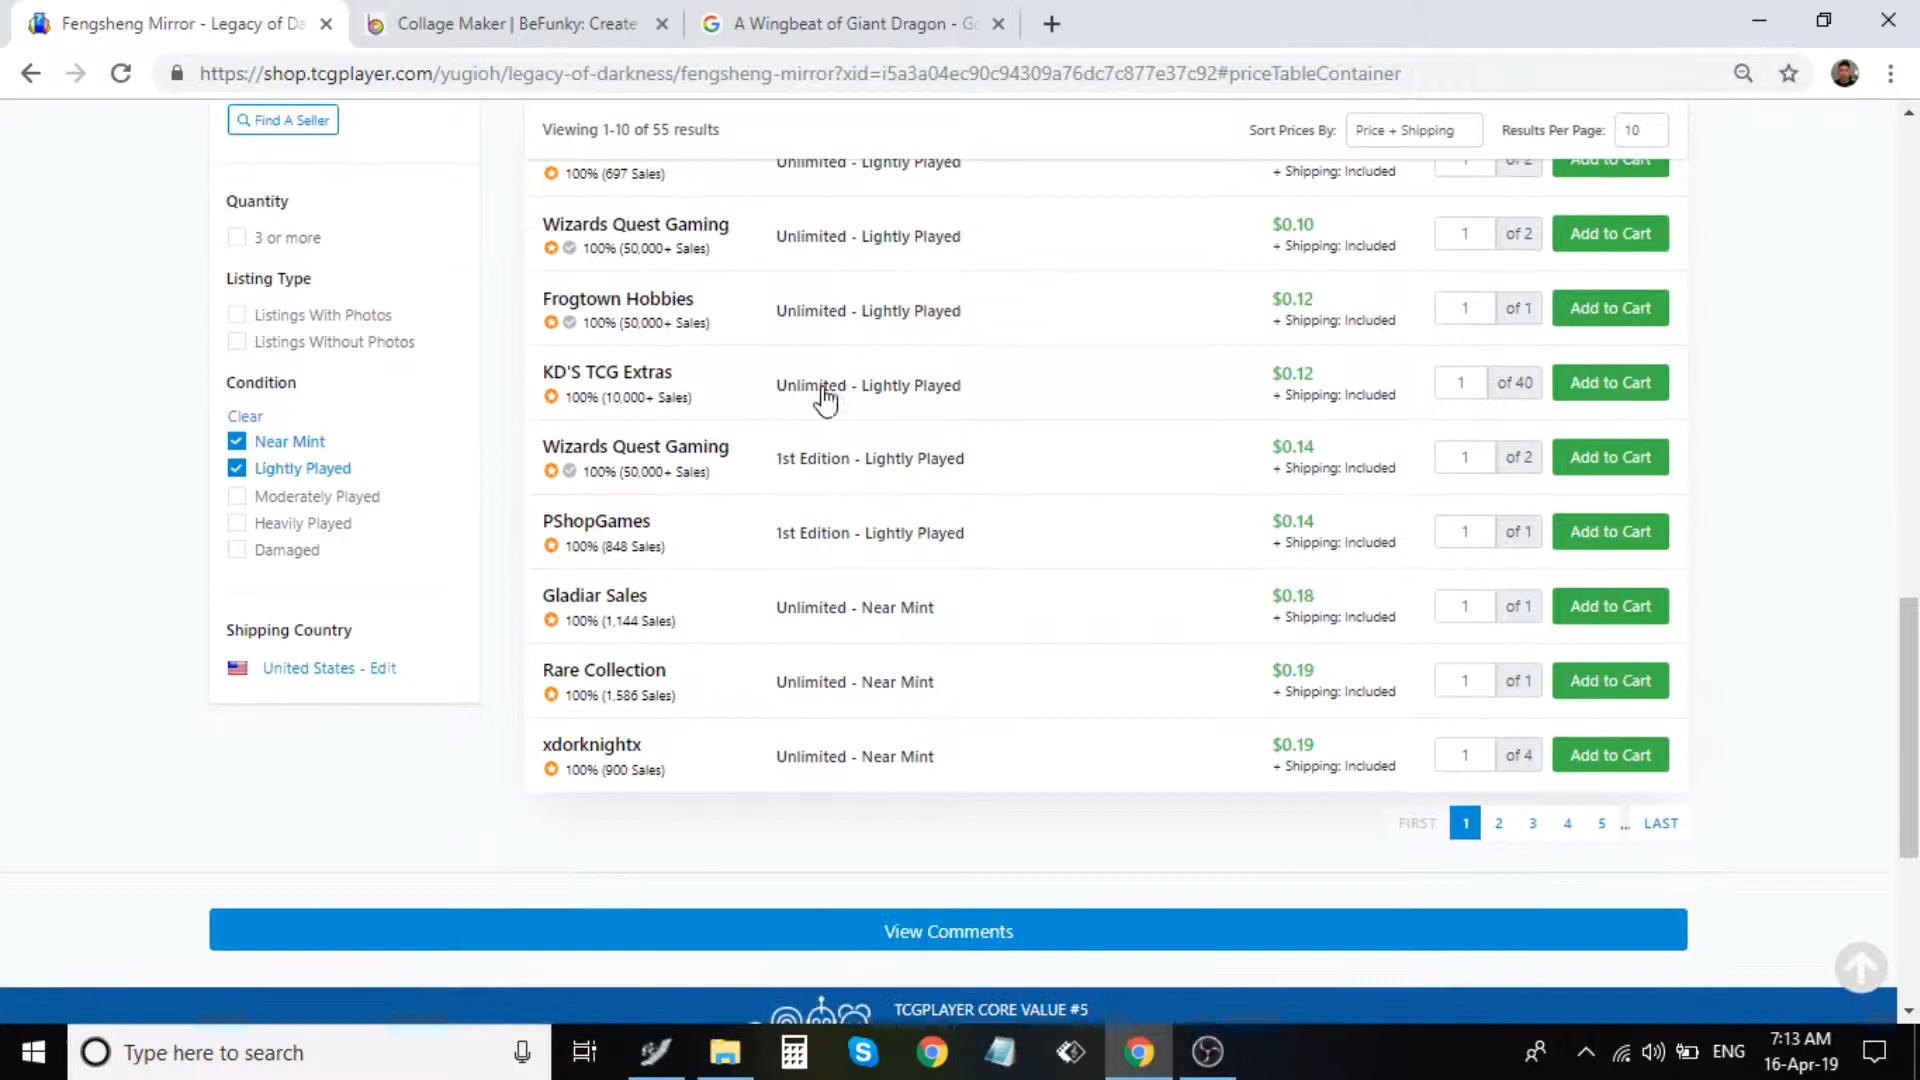 Fengsheng Mirror - Legacy of Da
Collage Maker | BeFunky: Create
A Wingbeat of Giant Dragon - Go
https://shop.tcgplayer.com/yugioh/legacy-of-darkness/fengsheng-mirror?xid=i5a3a04ec90c94309a76dc7c877e37c92#priceTableContainer
Find A Seller
Quantity
3 or more
Listing Type
Listings With Photos
Listings Without Photos
Condition
Clear
Near Mint
Lightly Played
Moderately Played
Heavily Played
Damaged
Shipping Country
United States - Edit
Viewing 1-10 of 55 results
Sort Prices By: Price + Shipping Results Per Page: 10
Unlimited - Lightly Played
100% (697 Sales) + Shipping: Included 1 of 2 Add to Cart
Wizards Quest Gaming $0.10
Unlimited - Lightly Played 1 of 2 Add to Cart
100% (50,000+ Sales) + Shipping: Included
Frogtown Hobbies $0.12
Unlimited - Lightly Played 1 of 1 Add to Cart
100% (50,000+ Sales) + Shipping: Included
KD'S TCG Extras $0.12
Unlimited - Lightly Played 1 of 40 Add to Cart
100% (10,000+ Sales) + Shipping: Included
Wizards Quest Gaming $0.14
1st Edition - Lightly Played 1 of 2 Add to Cart
100% (50,000+ Sales) + Shipping: Included
PShopGames $0.14
1st Edition - Lightly Played 1 of 1 Add to Cart
100% (848 Sales) + Shipping: Included
Gladiar Sales $0.18
Unlimited - Near Mint 1 of 1 Add to Cart
100% (1,144 Sales) + Shipping: Included
Rare Collection $0.19
Unlimited - Near Mint 1 of 1 Add to Cart
100% (1,586 Sales) + Shipping: Included
xdorknightx $0.19
Unlimited - Near Mint 1 of 4 Add to Cart
100% (900 Sales) + Shipping: Included
FIRST 1 2 3 4 5 ... LAST
View Comments
TCGPLAYER CORE VALUE #5
Type here to search
ENG
7:13 AM
16-Apr-19